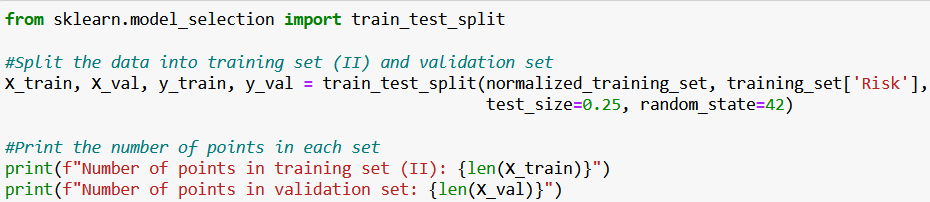 from sklearn.model_selection import train_test_split
#Split the data into training set (II) and validation set
X_train, X_val, y_train, y_val = train_test_split(normalized_training_set, training_set['Risk'],
test_size=0.25, random_state=42)
#Print the number of points in each set
print(f"Number of points in training set (II): {len(X_train)}")
print(f"Number of points in validation set: {len(X_val)}")